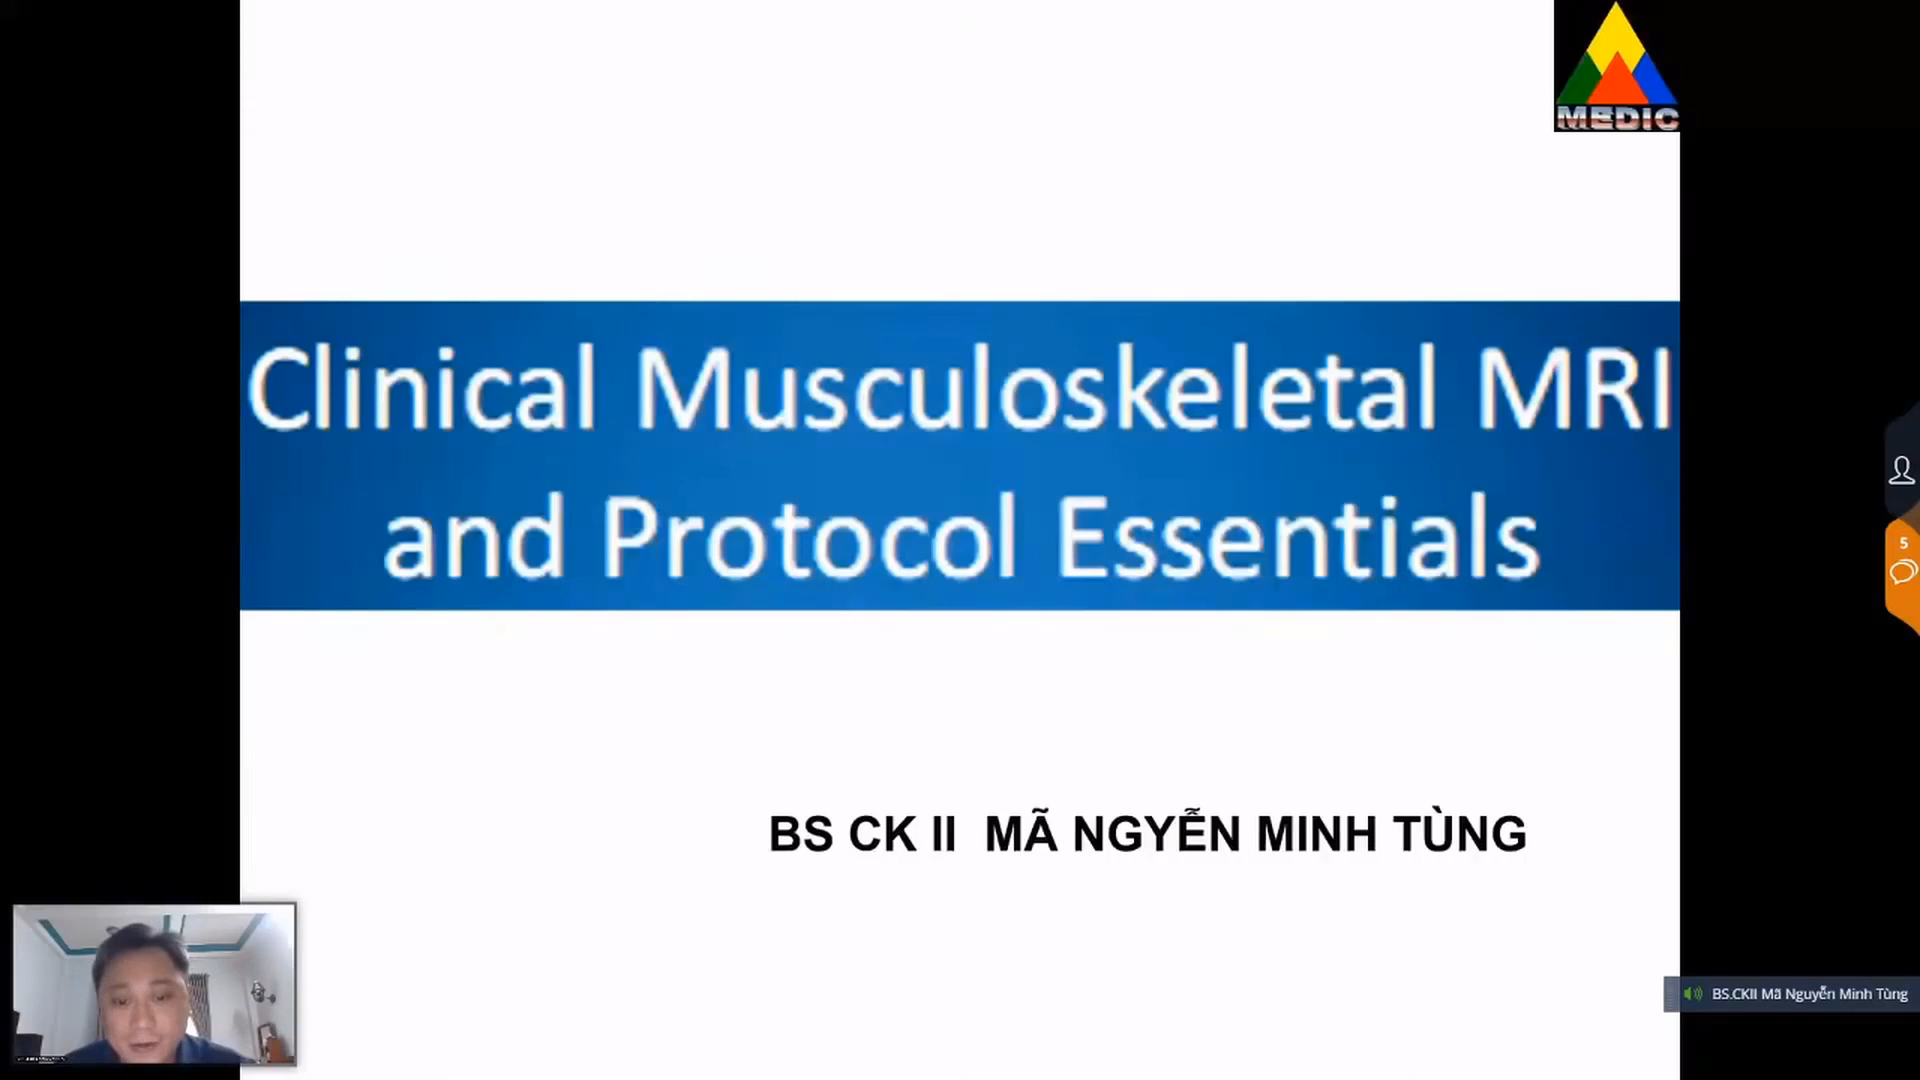 MEDIC
Clinical Musculoskeletal MRI
and Protocol Essentials
5
BS CK II MÃ NGYỄN MINH TÙNG
BS.CKII Mã Nguyễn Minh Tùng